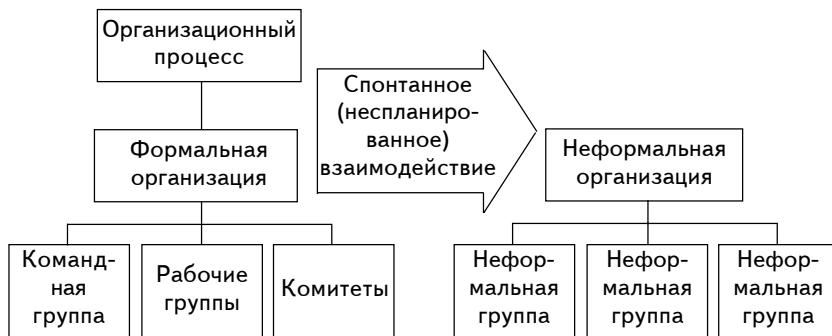 Организационный
процесс
Спонтанное
(неспланиро-
ванное)
взаимодействие
Формальная
организация
Неформальная
организация
Команд-
ная
группа
Рабочие
группы
Комитеты
Нефор-
мальная
группа
Нефор-
мальная
группа
Нефор-
мальная
группа